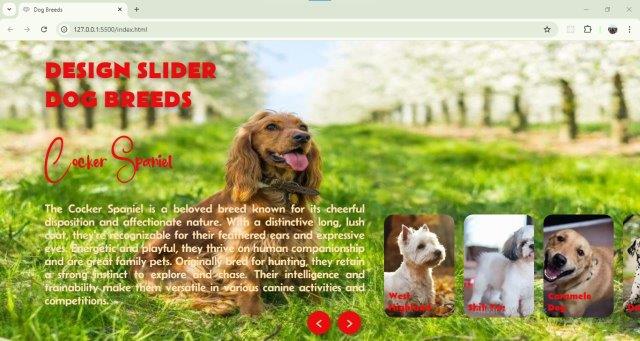 Dog Breeds
127.0.0.1:5500/index.html
DESIGN SLIDER
DOG BREEDS
Cocker Spaniel
The Cocker Spaniel is a beloved breed known for its cheerful
disposition and affectionate nature. With a distinctive long, lush
coat, they're recognizable for their feathered ears and expressive
eyes. Energetic and playful, they thrive on human companionship
and are great family pets. Originally bred for hunting, they retain
a strong instinct to explore and chase. Their intelligence and
trainability make them versatile in various canine activities and
competitions.
West
Highland
Shih Tzu
Caramelo
Dog